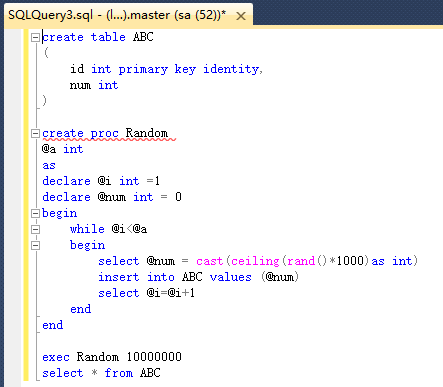 SQLQuery3.sql - (l...).master (sa (52))* ×
create table ABC
(
    id int primary key identity,
    num int
)
create proc Random
@a int
as
declare @i int =1
declare @num int = 0
begin
    while @i<@a
    begin
        select @num = cast(ceiling(rand()*1000)as int)
        insert into ABC values (@num)
        select @i=@i+1
    end
end
exec Random 10000000
select * from ABC